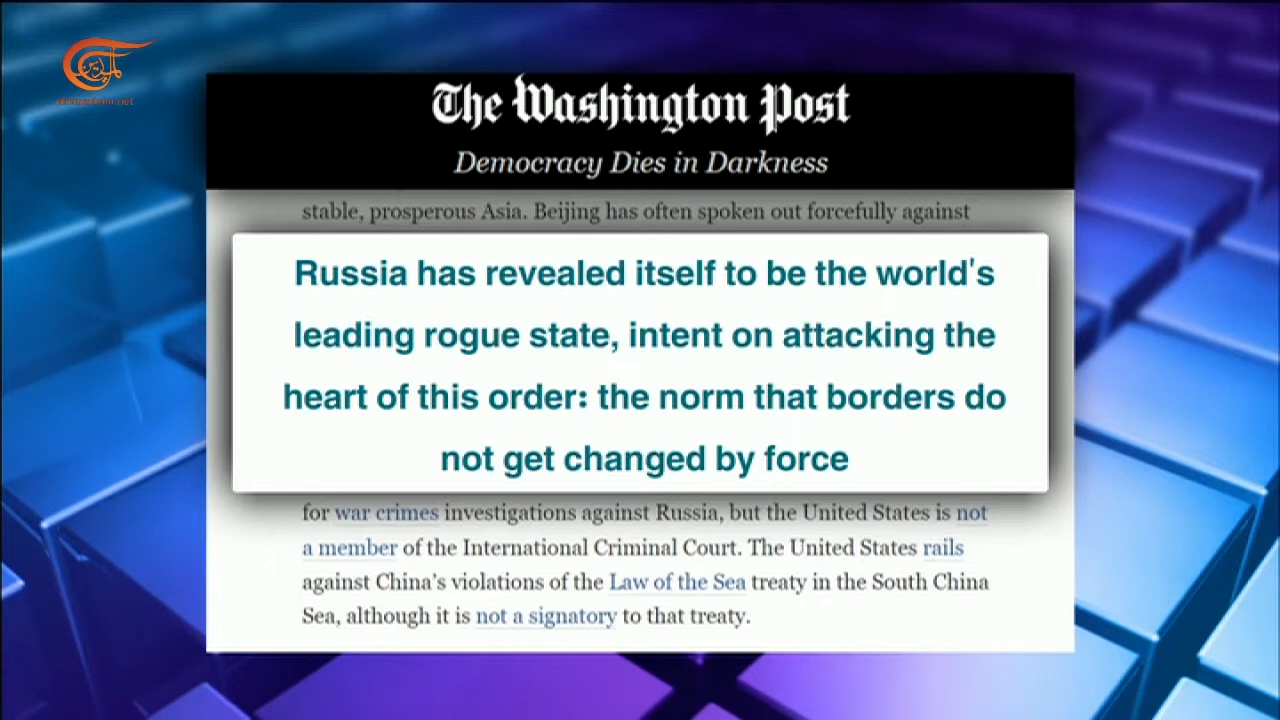 الميادين
The Washington Post
Democracy Dies in Darkness
stable, prosperous Asia. Beijing has often spoken out forcefully against
Russia has revealed itself to be the world's
leading rogue state, intent on attacking the
heart of this order: the norm that borders do
not get changed by force
for war crimes investigations against Russia, but the United States is not
a member of the International Criminal Court. The United States rails
against China’s violations of the Law of the Sea treaty in the South China
Sea, although it is not a signatory to that treaty.